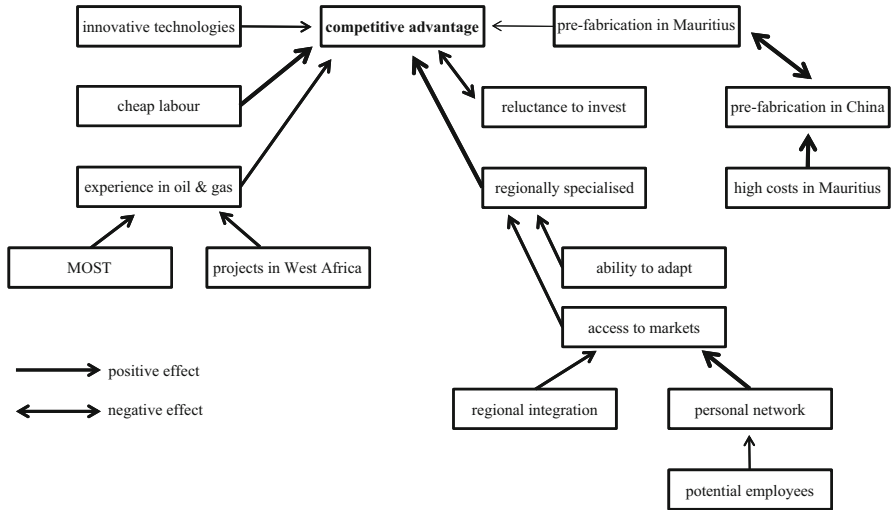 innovative technologies
competitive advantage
pre-fabrication in Mauritius
cheap labour
reluctance to invest
pre-fabrication in China
experience in oil & gas
regionally specialised
high costs in Mauritius
MOST
projects in West Africa
ability to adapt
access to markets
positive effect
negative effect
regional integration
personal network
potential employees